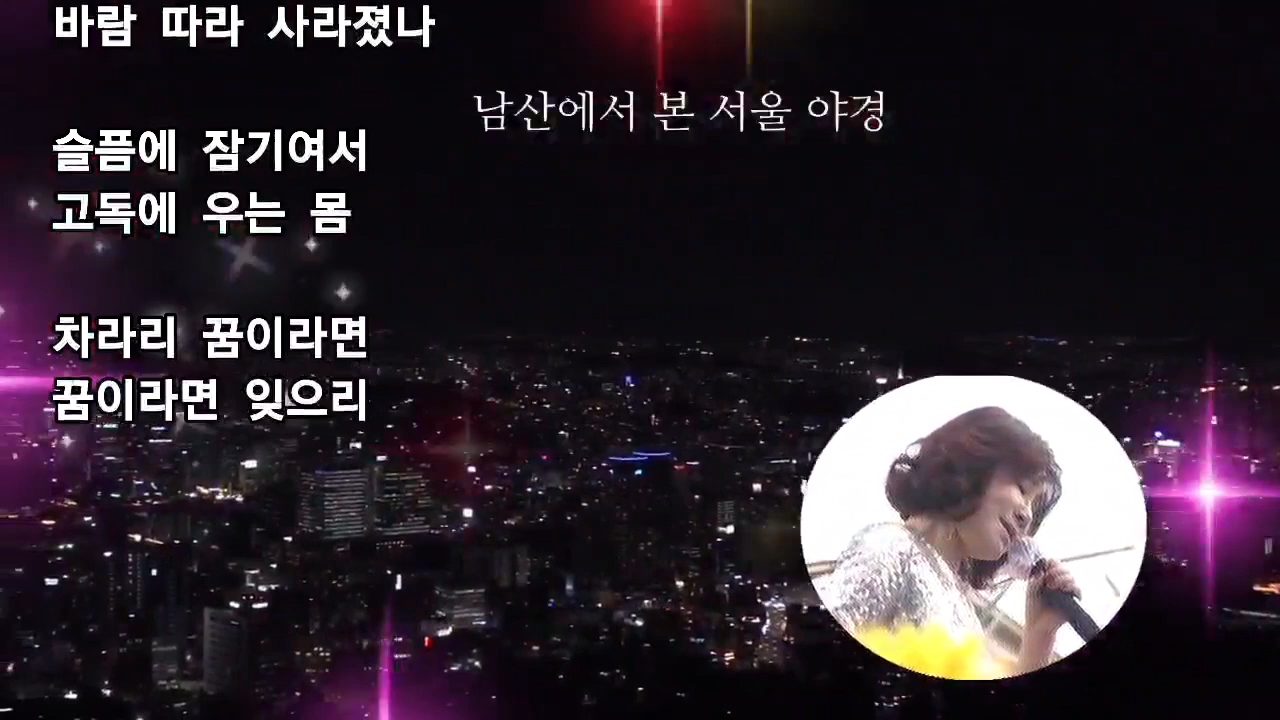 바람 따라 사라졌나
남산에서 본 서울 야경
슬픔에 잠기여서
고독에 우는 몸
차라리 꿈이라면
꿈이라면 잊으리